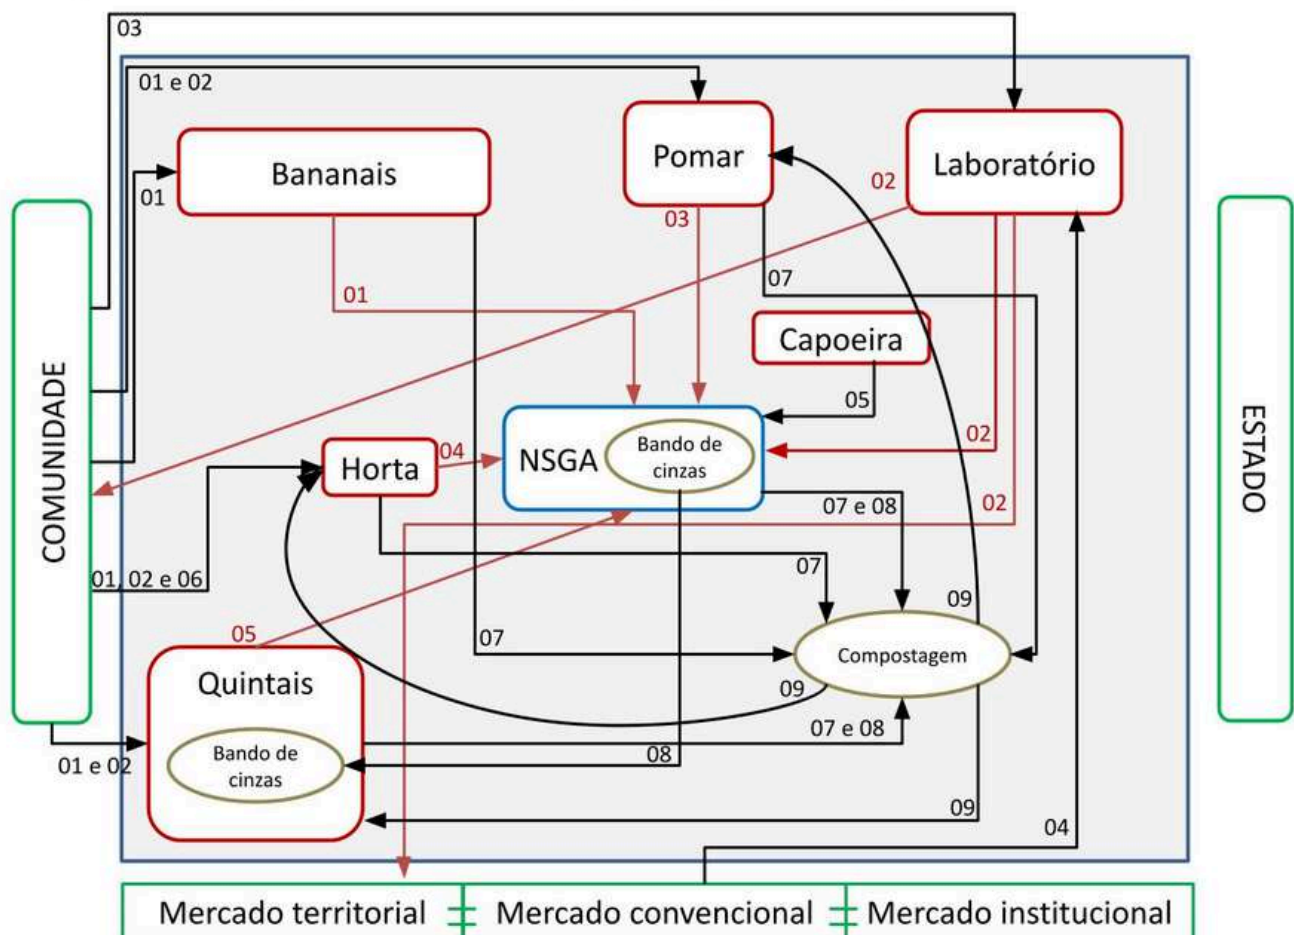 03
01 e 02
Bananais
Pomar
Laboratório
01
02
03
07
01
Capoeira
05
COMUNIDADE
ESTADO
Horta
04
NSGA
Bando de
cinzas
02
07 e 08
02
01, 02 e 06
07
05
07
09
Compostagem
Quintais
09
07 e 08
Bando de
cinzas
08
01 e 02
09
04
Mercado territorial
Mercado convencional
Mercado institucional